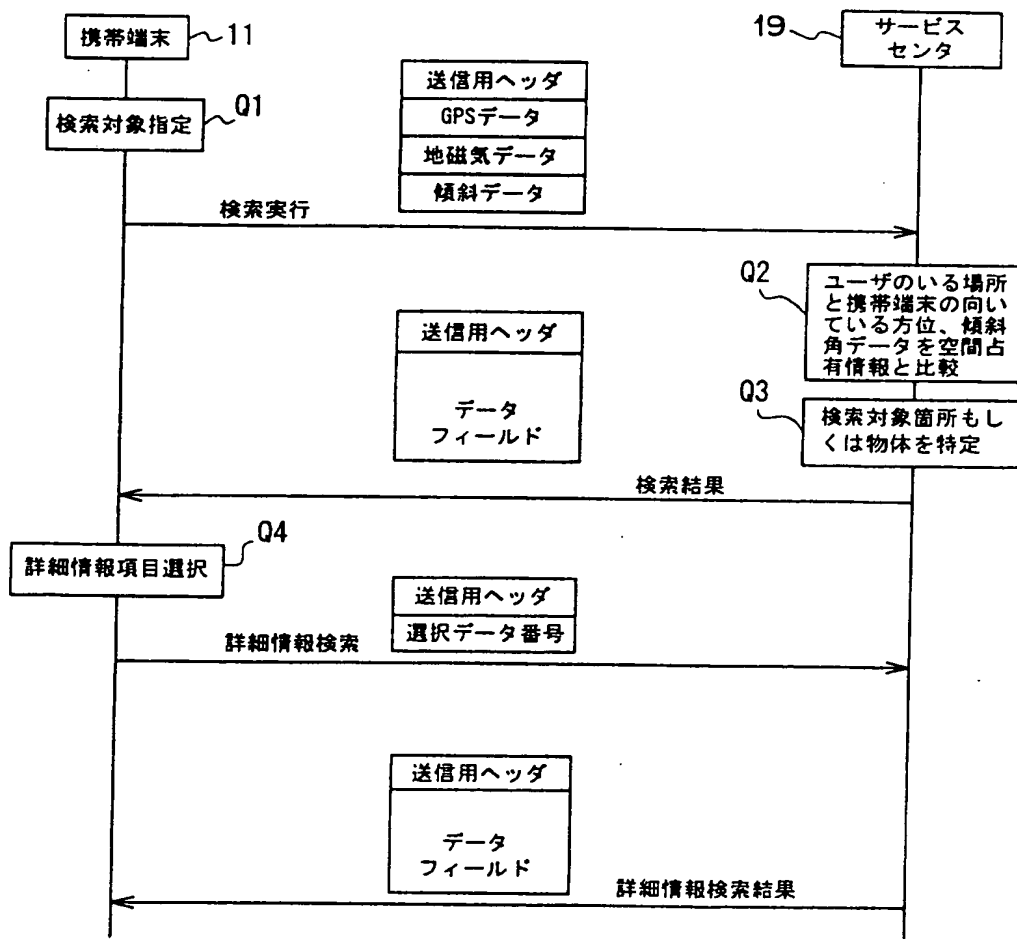 携帯端末
11
19
サービス
センタ
検索対象指定
Q1
送信用ヘッダ
GPSデータ
地磁気データ
傾斜データ
検索実行
Q2
ユーザのいる場所
と携帯端末の向い
ている方位、傾斜
角データを空間占
有情報と比較
送信用ヘッダ
データ
フィールド
Q3
検索対象箇所もし
くは物体を特定
検索結果
詳細情報項目選択
Q4
送信用ヘッダ
選択データ番号
詳細情報検索
送信用ヘッダ
データ
フィールド
詳細情報検索結果